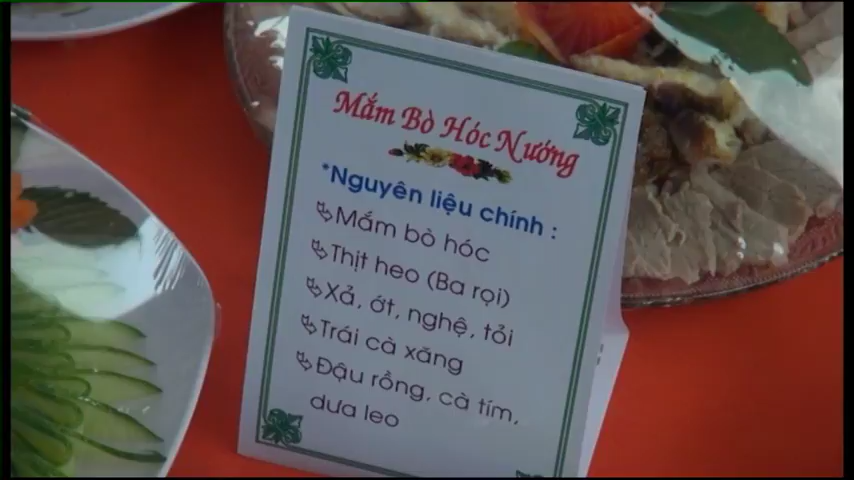 Mắm Bò Hóc Nướng
*Nguyên liệu chính :
Mắm bò hóc
Thịt heo (Ba rọi)
Xả, ớt, nghệ, tỏi
Trái cà xăng
Đậu rồng, cà tím,
dưa leo